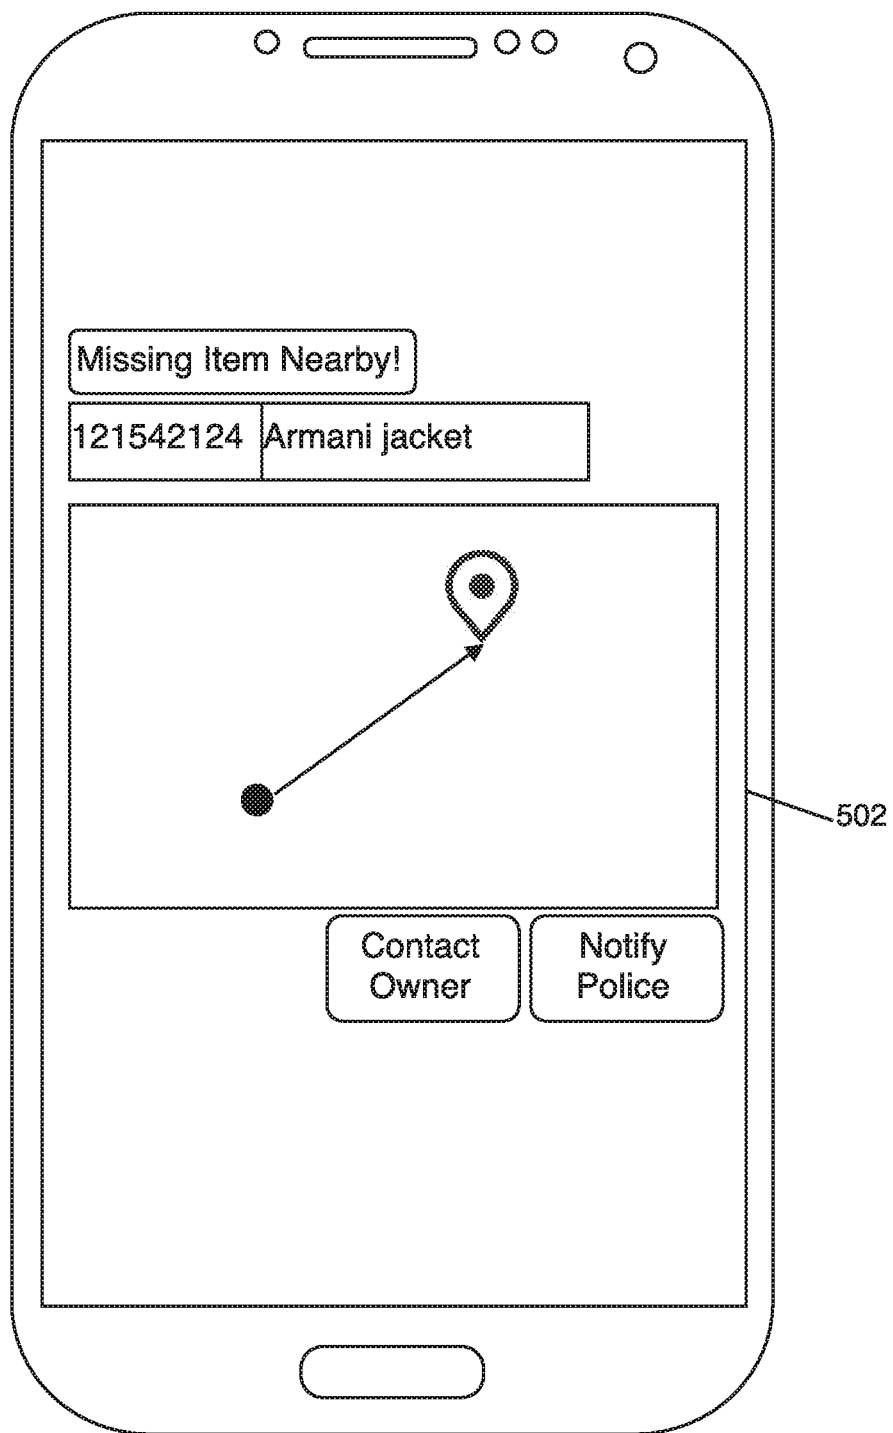 Missing Item Nearby!
121542124 Armani jacket
502
Contact Owner
Notify Police